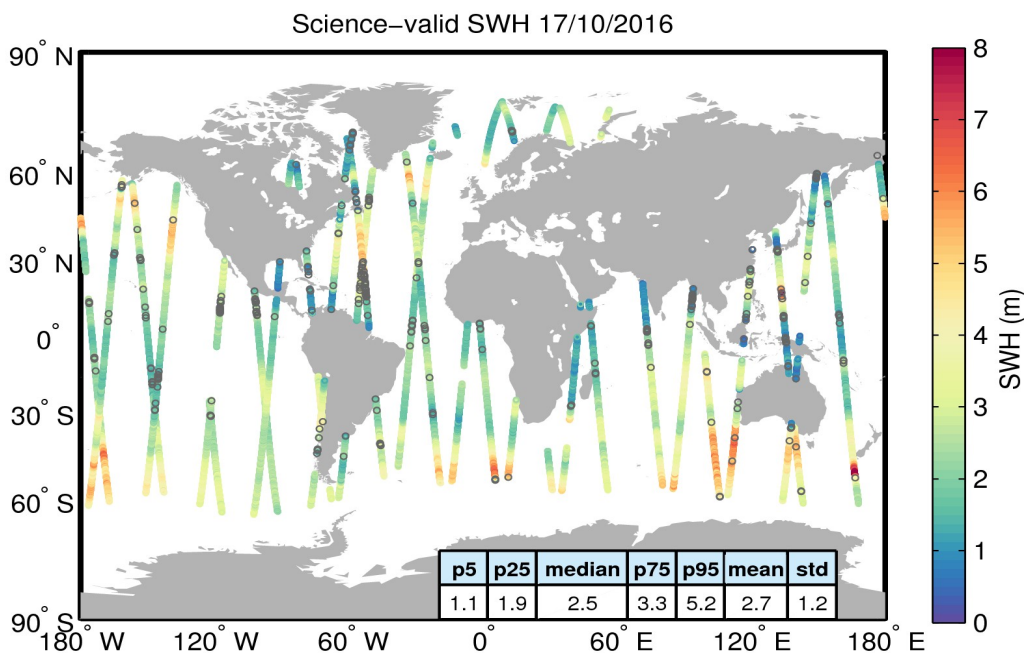 Science−valid SWH 17/10/2016
90° N
60° N
30° N
0°
30° S
60° S
90° S
180° W
120° W
60° W
0°
60° E
120° E
180° E
p5 p25 median p75 p95 mean std
1.1 1.9 2.5 3.3 5.2 2.7 1.2
8
7
6
5
4
3
2
1
0
SWH (m)